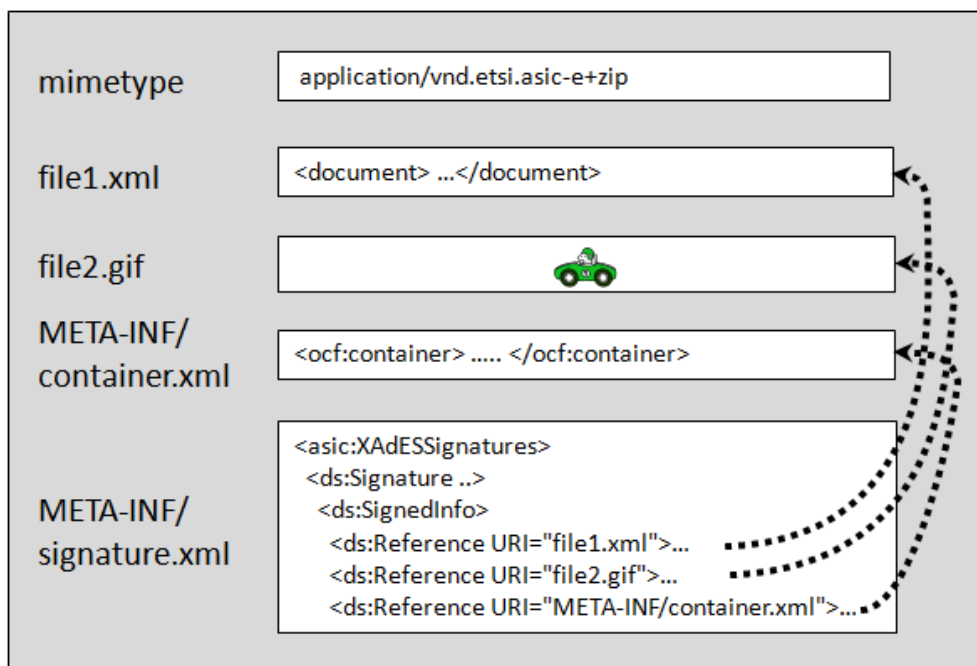 mimetype
application/vnd.etsi.asic-e+zip
file1.xml
<document> ...</document>
file2.gif
META-INF/
container.xml
<ocf:container> ..... </ocf:container>
META-INF/
signature.xml
<asic:XAdESSignatures>
<ds:Signature ..>
<ds:SignedInfo>
<ds:Reference URI="file1.xml">...
<ds:Reference URI="file2.gif">...
<ds:Reference URI="META-INF/container.xml">...